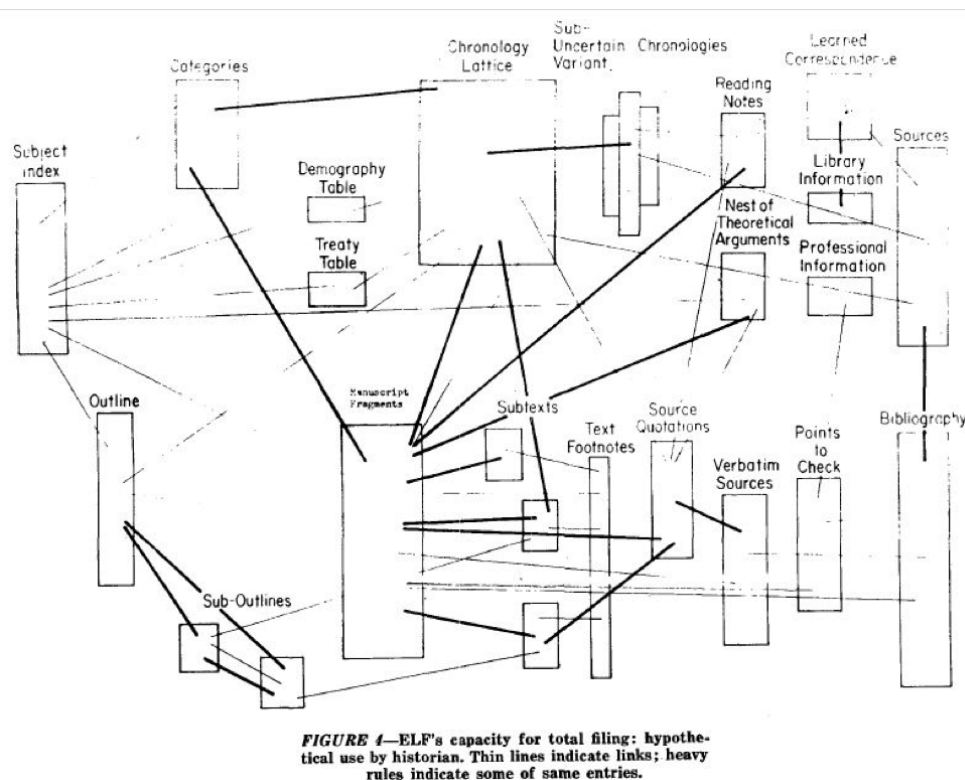 Categories
Chronology
Lattice
Sub-
Uncertain
Variant
Chronologies
Learned
Correspondence
Reading
Notes
Sources
Subject
Index
Demography
Table
Library
Information
Nest of
Theoretical
Arguments
Treaty
Table
Professional
Information
Outline
Manuscript
Fragments
Subtexts
Text
Footnotes
Source
Quotations
Verbatim
Sources
Points
to
Check
Bibliography
Sub-Outlines
FIGURE 4—ELF's capacity for total filing: hypothe-
tical use by historian. Thin lines indicate links; heavy
rules indicate some of same entries.